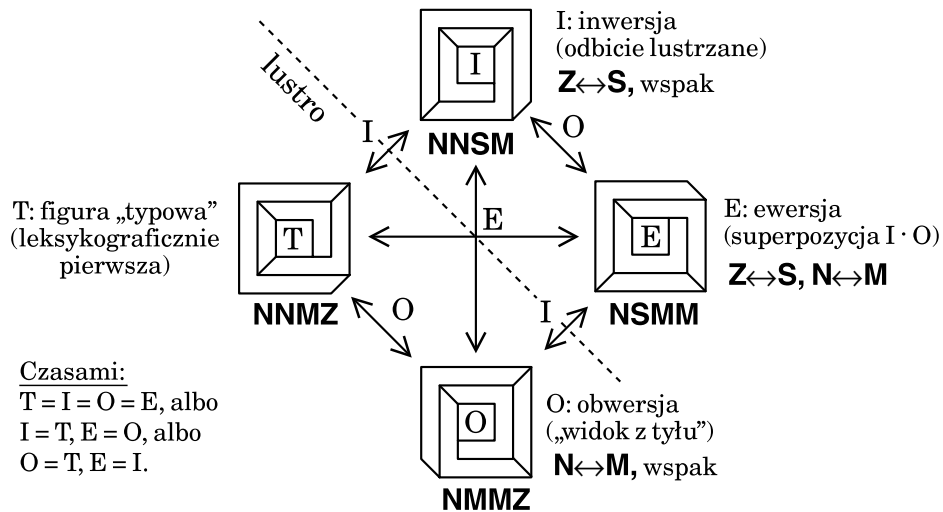 I: inwersja
(odbicie lustrzane)
Z↔S, wspak
I
NNSM
lustro
I
O
T: figura „typowa”
(leksykograficznie
pierwsza)
T
NNMZ
E
E
NSMM
E: ewersja
(superpozycja I · O)
Z↔S, N↔M
O
I
Czasami:
T = I = O = E, albo
I = T, E = O, albo
O = T, E = I.
O
NMMZ
O: obwersja
(„widok z tyłu”)
N↔M, wspak